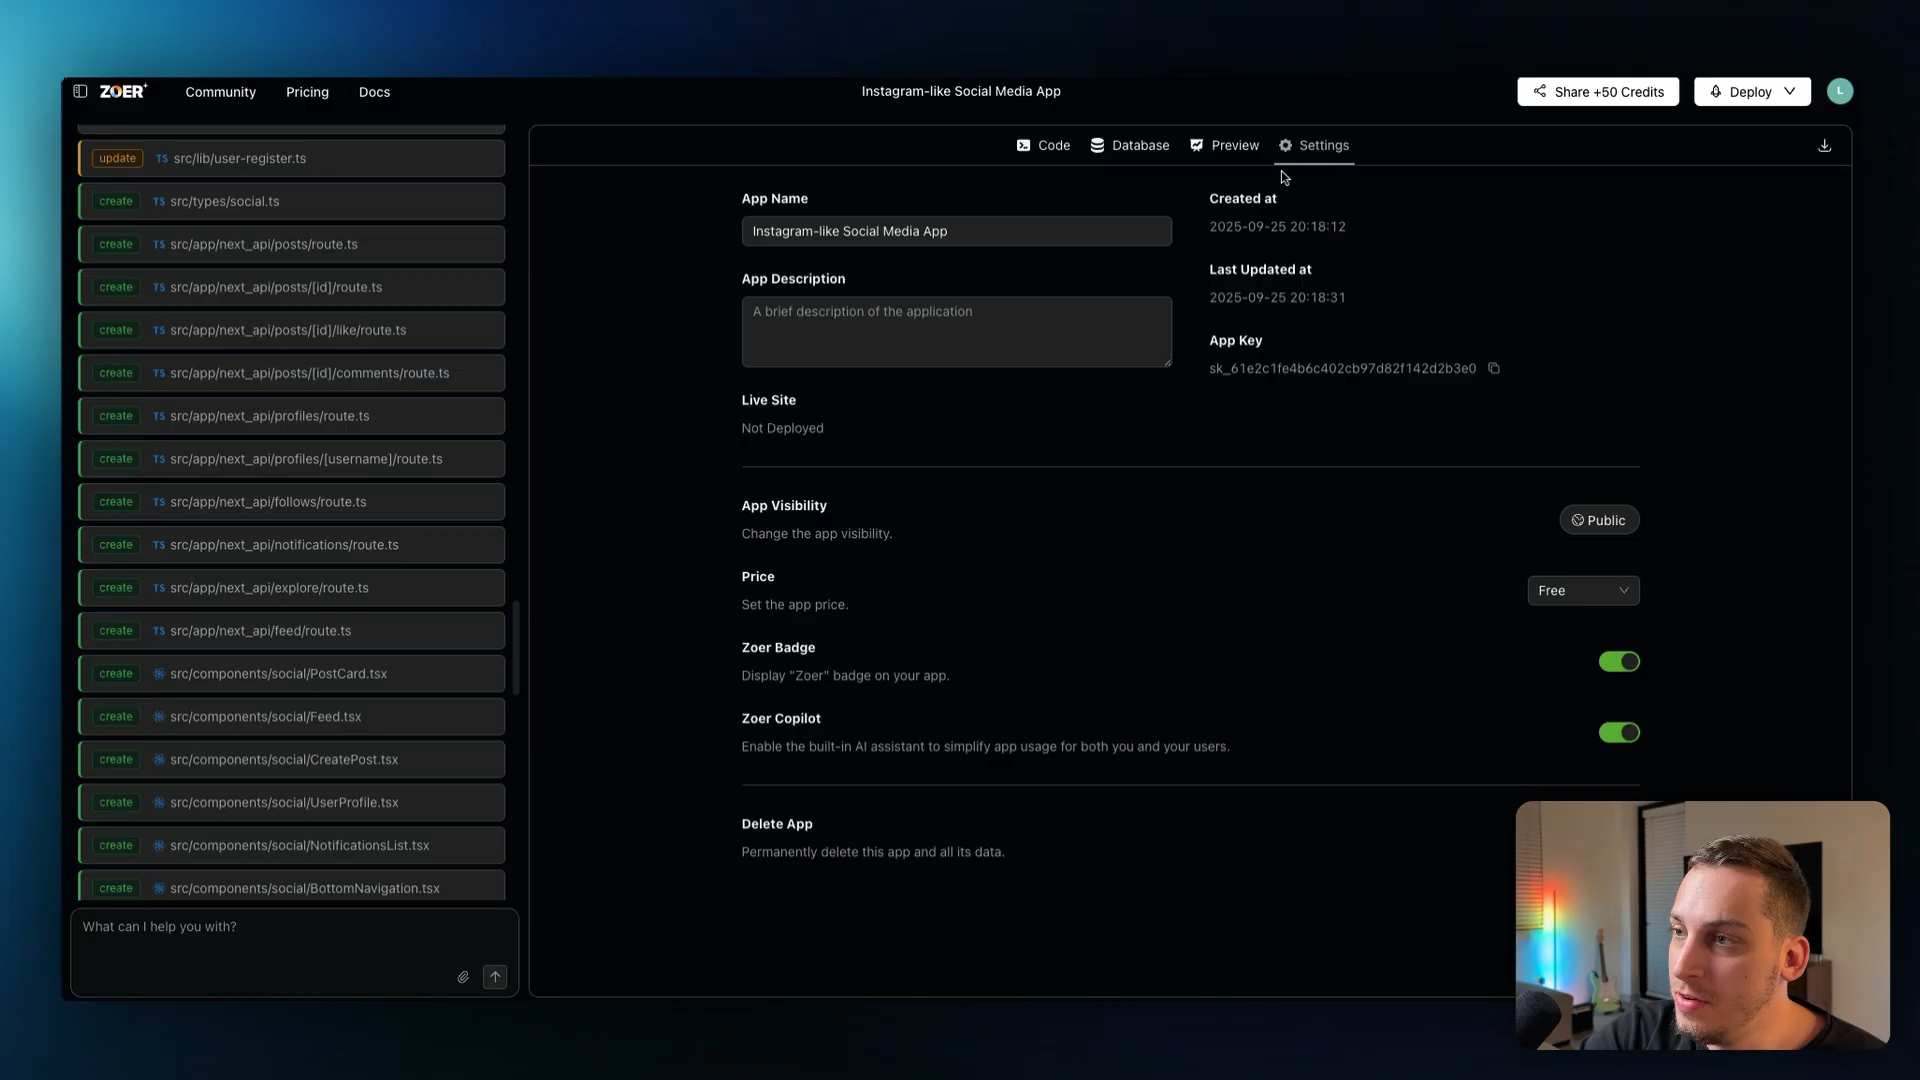 ZOER
Community
Pricing
Docs
Instagram-like Social Media App
Share +50 Credits
Deploy
L
update TS src/lib/user-register.ts
create TS src/types/social.ts
create TS src/app/next_api/posts/route.ts
create TS src/app/next_api/posts/[id]/route.ts
create TS src/app/next_api/posts/[id]/like/route.ts
create TS src/app/next_api/posts/[id]/comments/route.ts
create TS src/app/next_api/profiles/route.ts
create TS src/app/next_api/profiles/[username]/route.ts
create TS src/app/next_api/follows/route.ts
create TS src/app/next_api/notifications/route.ts
create TS src/app/next_api/explore/route.ts
create TS src/app/next_api/feed/route.ts
create src/components/social/PostCard.tsx
create src/components/social/Feed.tsx
create src/components/social/CreatePost.tsx
create src/components/social/UserProfile.tsx
create src/components/social/NotificationsList.tsx
create src/components/social/BottomNavigation.tsx
What can I help you with?
Code
Database
Preview
Settings
App Name
Instagram-like Social Media App
App Description
A brief description of the application
Live Site
Not Deployed
Created at
2025-09-25 20:18:12
Last Updated at
2025-09-25 20:18:31
App Key
sk_61e2c1fe4b6c402cb97d82f142d2b3e0
App Visibility
Change the app visibility.
Public
Price
Set the app price.
Free
Zoer Badge
Display "Zoer" badge on your app.
Zoer Copilot
Enable the built-in AI assistant to simplify app usage for both you and your users.
Delete App
Permanently delete this app and all its data.